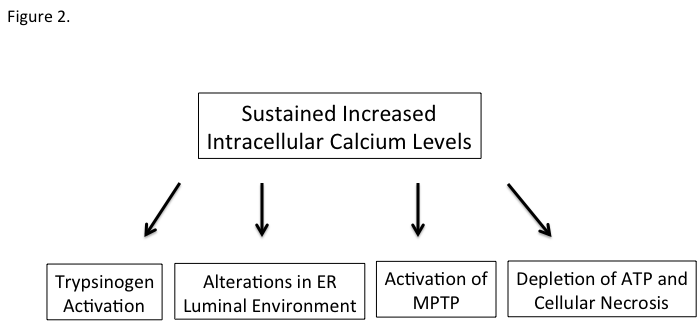 Figure 2.
Sustained Increased
Intracellular Calcium Levels
Trypsinogen
Activation
Alterations in ER
Luminal Environment
Activation of
MPTP
Depletion of ATP and
Cellular Necrosis